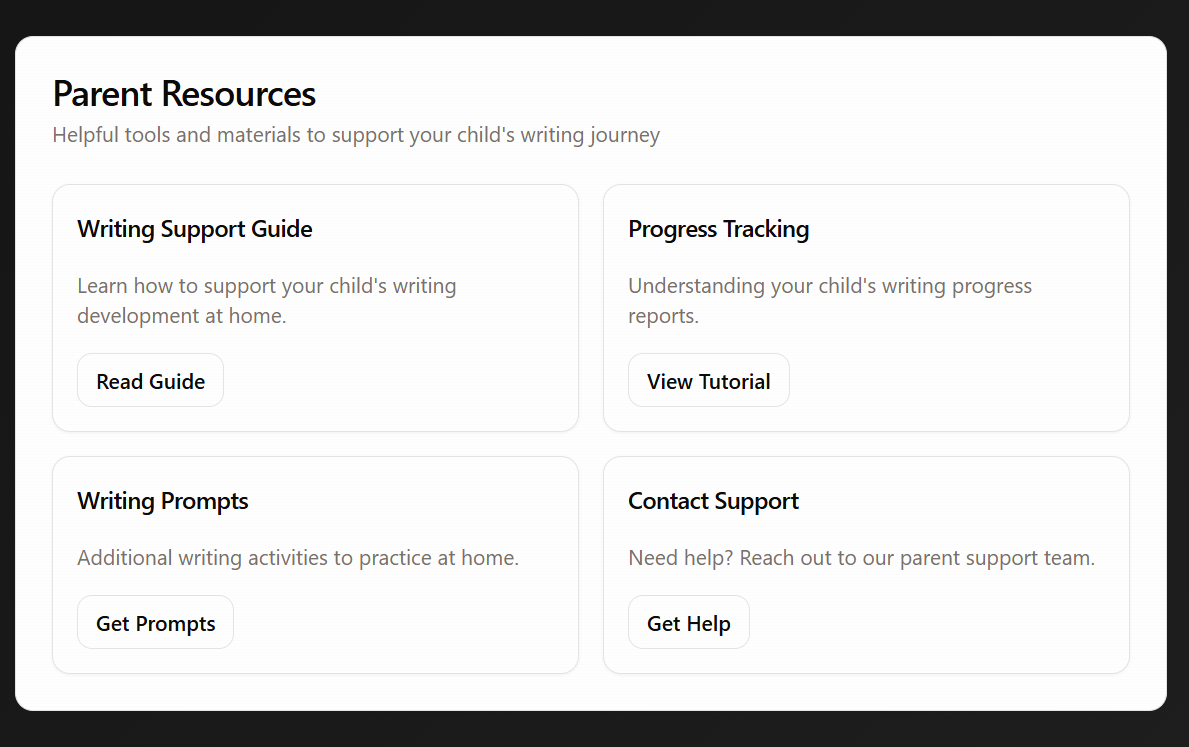 Parent Resources
Helpful tools and materials to support your child's writing journey
Writing Support Guide
Learn how to support your child's writing
development at home.
Read Guide
Progress Tracking
Understanding your child's writing progress
reports.
View Tutorial
Writing Prompts
Additional writing activities to practice at home.
Get Prompts
Contact Support
Need help? Reach out to our parent support team.
Get Help